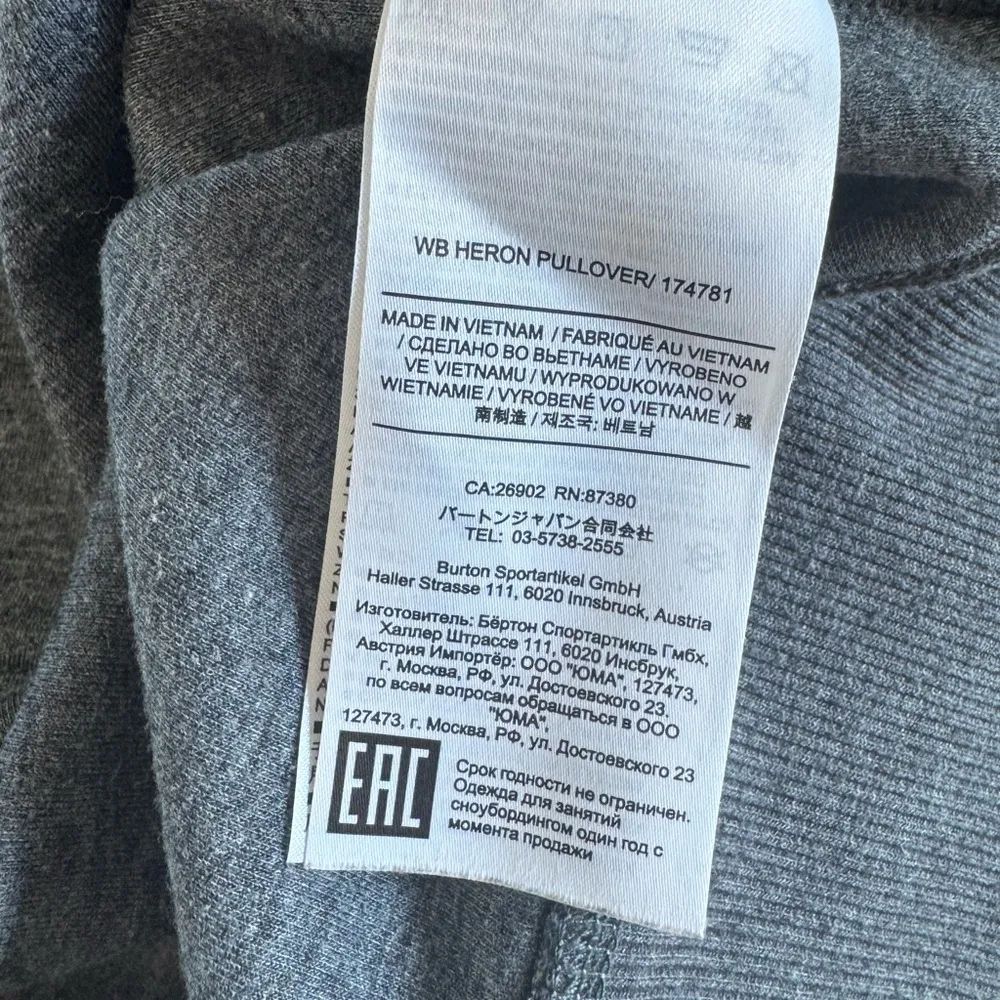 WB HERON PULLOVER/ 174781
MADE IN VIETNAM / FABRIQUÉ AU VIETNAM
/ СДЕЛАНО ВО ВЬЕТНАМЕ / VYROBENO
VE VIETNAMU / WYPRODUKOWANO W
WIETNAMIE / VYROBENÉ VO VIETNAME / 越
南制造 / 제조국: 베트남
CA:26902 RN:87380
バートンジャパン合同会社
TEL: 03-5738-2555
Burton Sportartikel GmbH
Haller Strasse 111, 6020 Innsbruck, Austria
Изготовитель: Бёртон Спортартикль Гмбх,
Халлер Штрассе 111, 6020 Инсбрук,
Австрия Импортёр: ООО "ЮМА", 127473,
г. Москва, РФ, ул. Достоевского 23.
по всем вопросам обращаться в ООО
"ЮМА",
127473, г. Москва, РФ, ул. Достоевского 23
EAC
Срок годности не ограничен.
Одежда для занятий
сноубордингом один год с
момента продажи